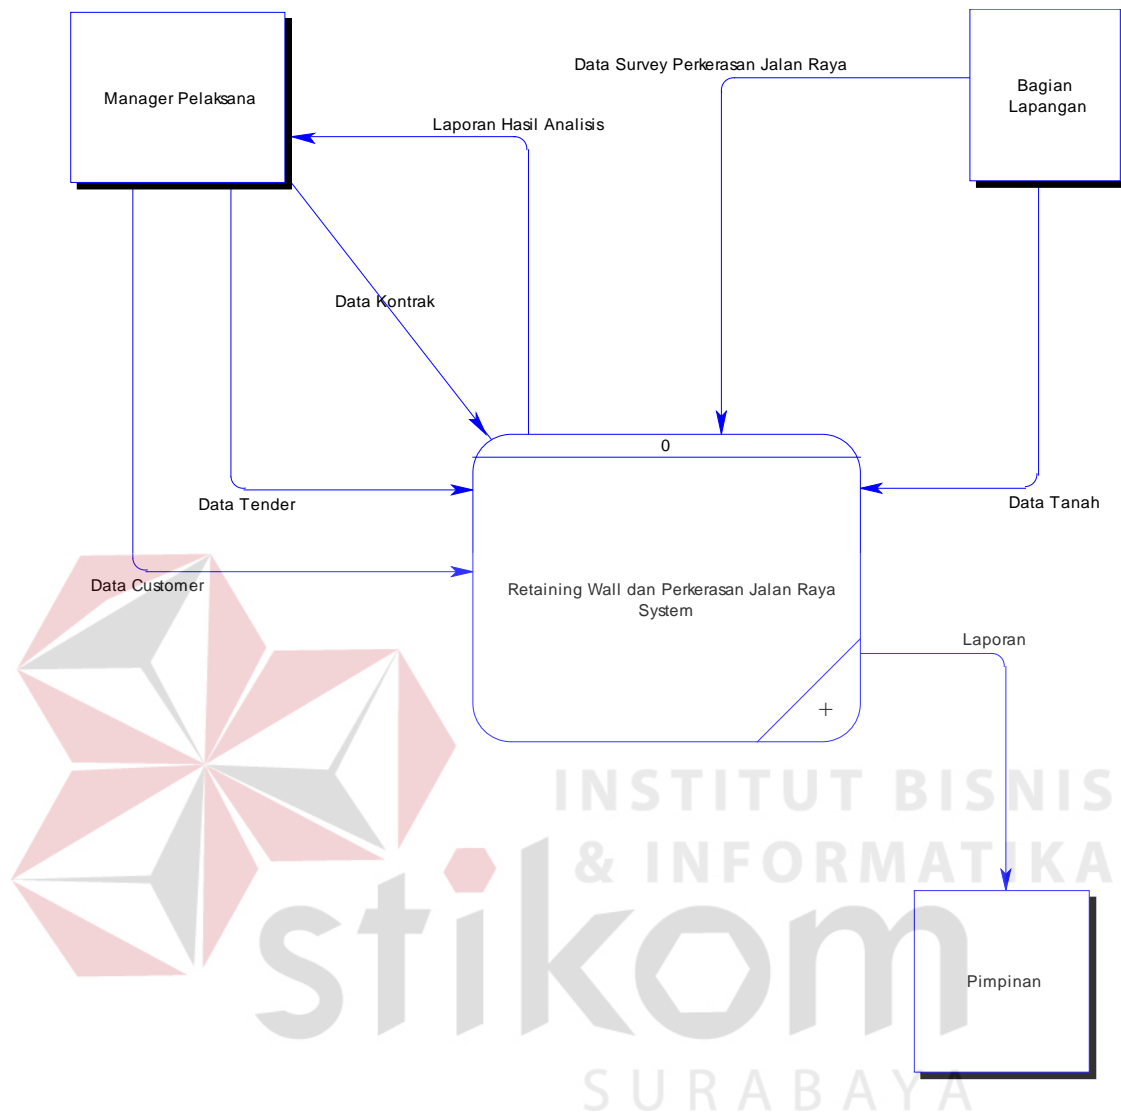 Data Survey Perkerasan Jalan Raya
Manager Pelaksana
Bagian
Lapangan
Laporan Hasil Analisis
Data Kontrak
0
Data Tender
Data Tanah
Data Customer
Retaining Wall dan Perkerasan Jalan Raya
System
Laporan
+
INSTITUT BISNIS
& INFORMATIKA
stikom
Pimpinan
SURABAYA